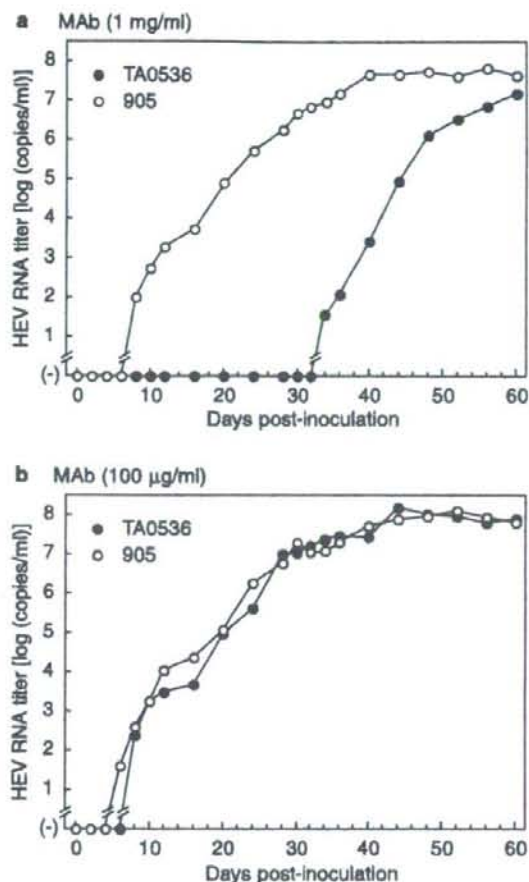 a MAb (1 mg/ml)
TA0536
905
HEV RNA titer [log (copies/ml)]
8
7
6
5
4
3
2
1
(-)
0 10 20 30 40 50 60
Days post-inoculation
b MAb (100 µg/ml)
TA0536
905
HEV RNA titer [log (copies/ml)]
8
7
6
5
4
3
2
1
(-)
0 10 20 30 40 50 60
Days post-inoculation